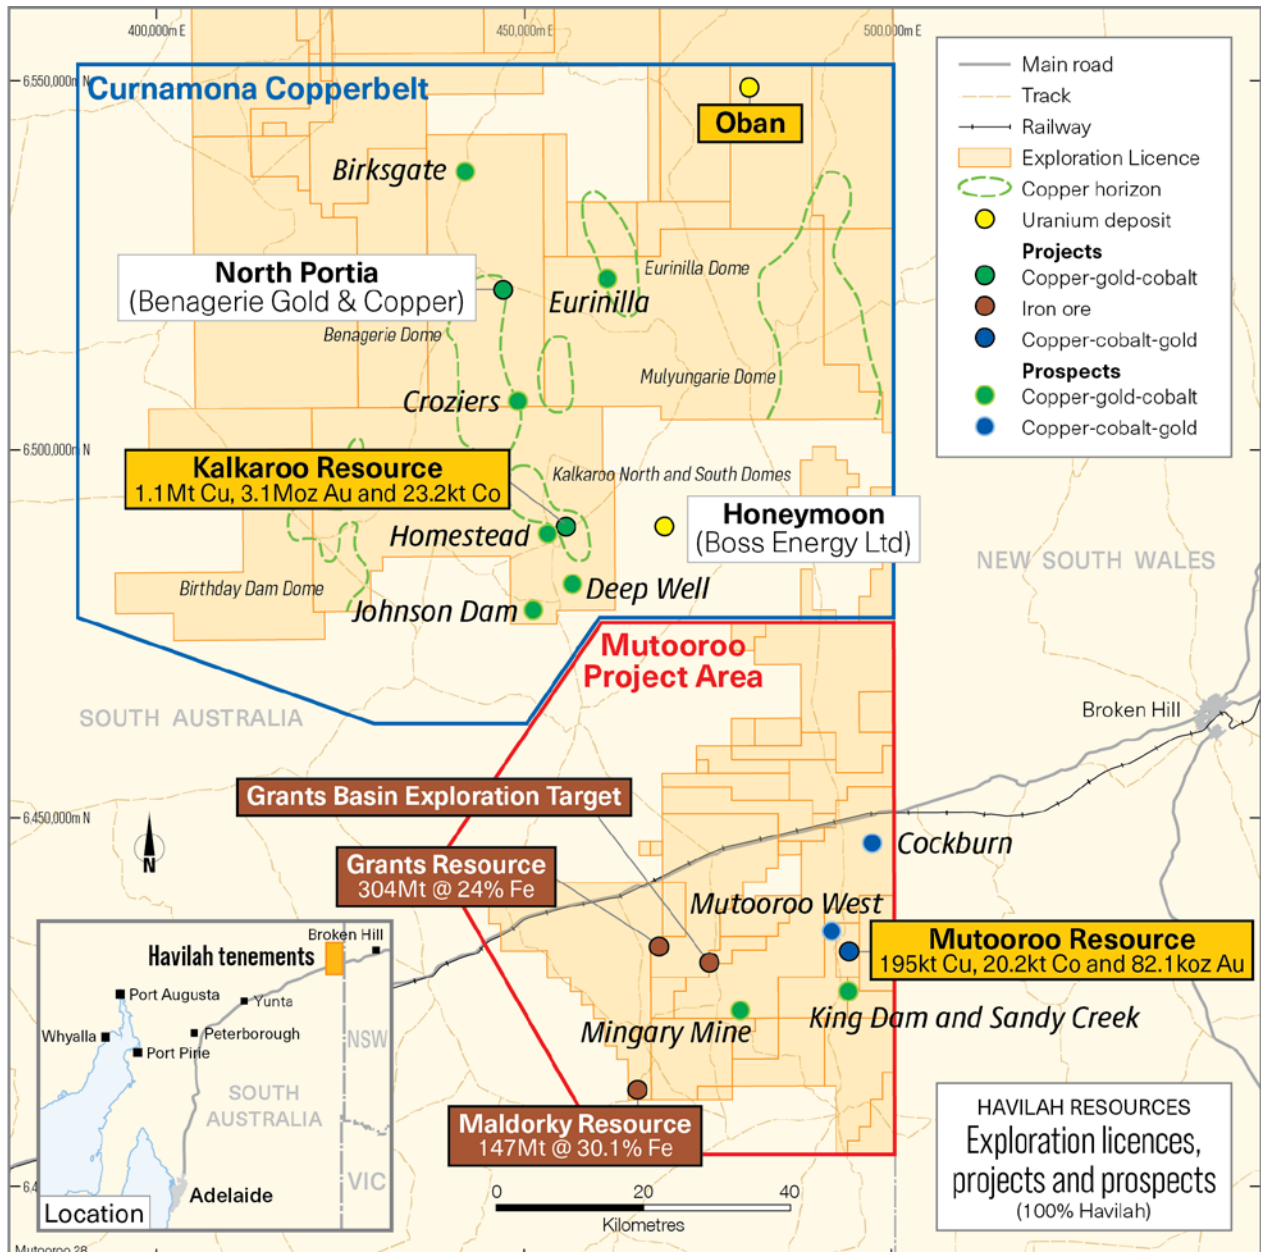 400,000m E
450,000m E
500,000m E
6,550,000m N
Curnamona Copperbelt
Oban
Birksgate
North Portia
(Benagerie Gold & Copper)
Eurinilla Dome
Eurinilla
Benagerie Dome
Mulyungarie Dome
Croziers
6,500,000m N
Kalkaroo Resource
1.1Mt Cu, 3.1Moz Au and 23.2kt Co
Kalkaroo North and South Domes
Honeymoon
(Boss Energy Ltd)
Homestead
Birthday Dam Dome
Deep Well
Johnson Dam
NEW SOUTH WALES
Mutooroo
Project Area
SOUTH AUSTRALIA
Broken Hill
Grants Basin Exploration Target
6,450,000m N
N
Grants Resource
304Mt @ 24% Fe
Cockburn
Mutooroo West
Mutooroo Resource
195kt Cu, 20.2kt Co and 82.1koz Au
King Dam and Sandy Creek
Mingary Mine
Maldorky Resource
147Mt @ 30.1% Fe
0 20 40
Kilometres
Main road
Track
Railway
Exploration Licence
Copper horizon
Uranium deposit
Projects
Copper-gold-cobalt
Iron ore
Copper-cobalt-gold
Prospects
Copper-gold-cobalt
Copper-cobalt-gold
Broken Hill
Havilah tenements
Port Augusta
Yunta
Whyalla
Peterborough
Port Pirie
NSW
SOUTH
AUSTRALIA
VIC
Adelaide
Location
HAVILAH RESOURCES
Exploration licences,
projects and prospects
(100% Havilah)
Mutooroo 28